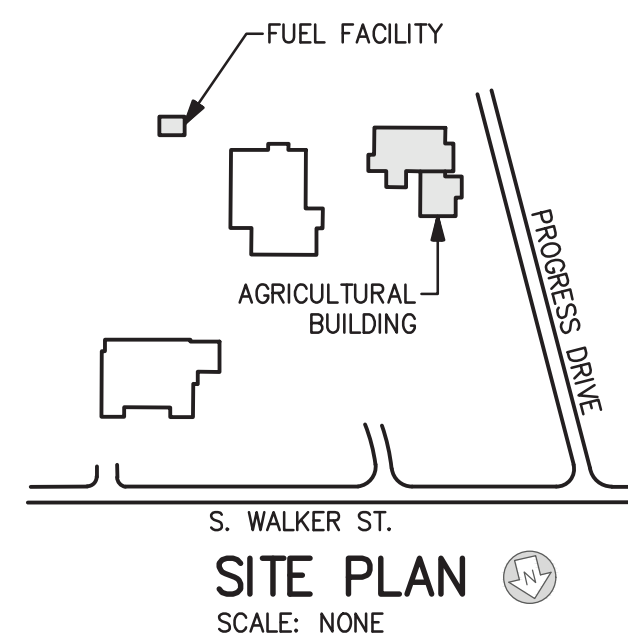 FUEL FACILITY
AGRICULTURAL
BUILDING
PROGRESS DRIVE
S. WALKER ST.
SITE PLAN
N
SCALE: NONE